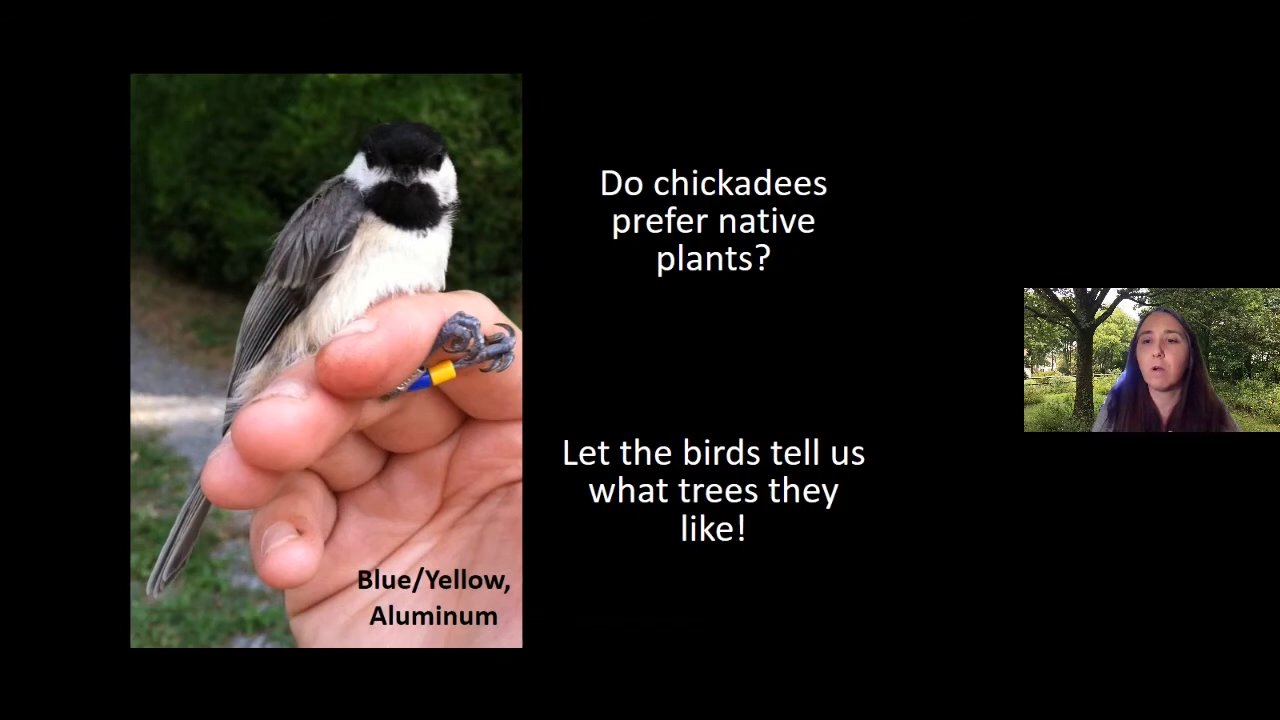 Do chickadees
prefer native
plants?
Let the birds tell us
what trees they
like!
Blue/Yellow,
Aluminum